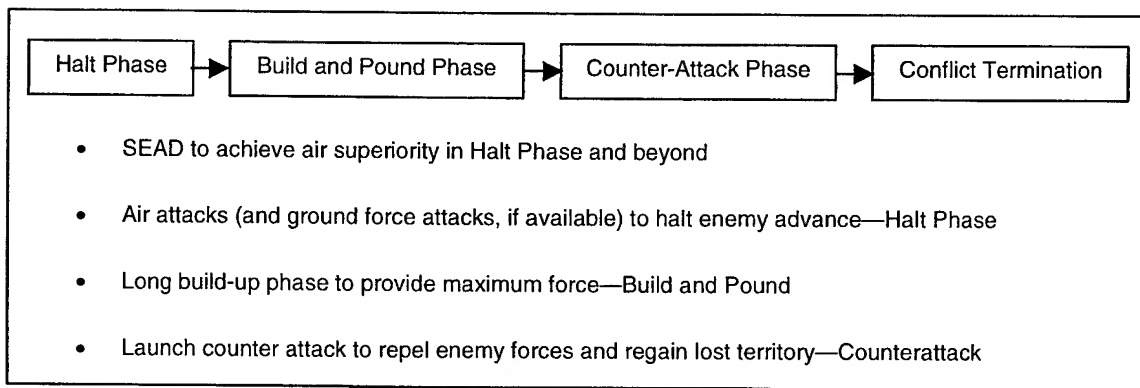 Halt Phase Build and Pound Phase Counter-Attack Phase Conflict Termination
• SEAD to achieve air superiority in Halt Phase and beyond
• Air attacks (and ground force attacks, if available) to halt enemy advance—Halt Phase
• Long build-up phase to provide maximum force—Build and Pound
• Launch counter attack to repel enemy forces and regain lost territory—Counterattack